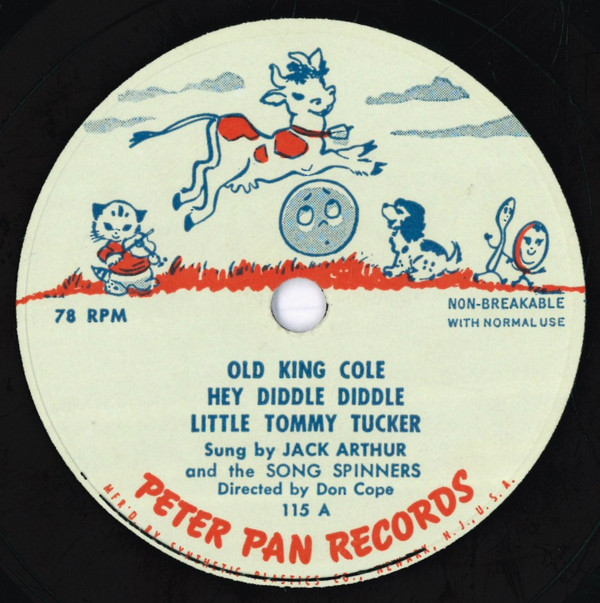 78 RPM
NON-BREAKABLE
WITH NORMAL USE
OLD KING COLE
HEY DIDDLE DIDDLE
LITTLE TOMMY TUCKER
Sung by JACK ARTHUR
and the SONG SPINNERS
Directed by Don Cope
115 A
PETER PAN RECORDS
MFR'D BY SYNTHETIC PLASTICS CO., NEWARK, N.J., U.S.A.